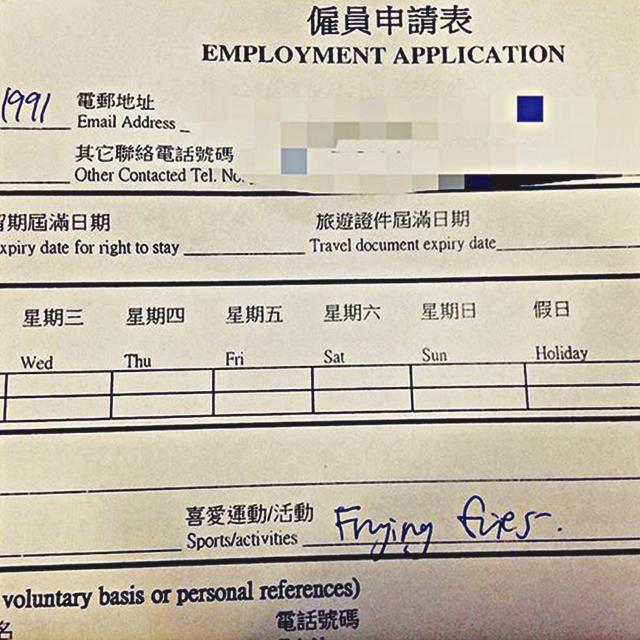 僱員申請表
EMPLOYMENT APPLICATION
1991
電郵地址
Email Address
其它聯絡電話號碼
Other Contacted Tel. No.
留期屆滿日期
xpiry date for right to stay
旅遊證件屆滿日期
Travel document expiry date
星期三 星期四 星期五 星期六 星期日 假日
Wed Thu Fri Sat Sun Holiday
喜愛運動/活動
Sports/activities Frying fries.
voluntary basis or personal references)
名 電話號碼